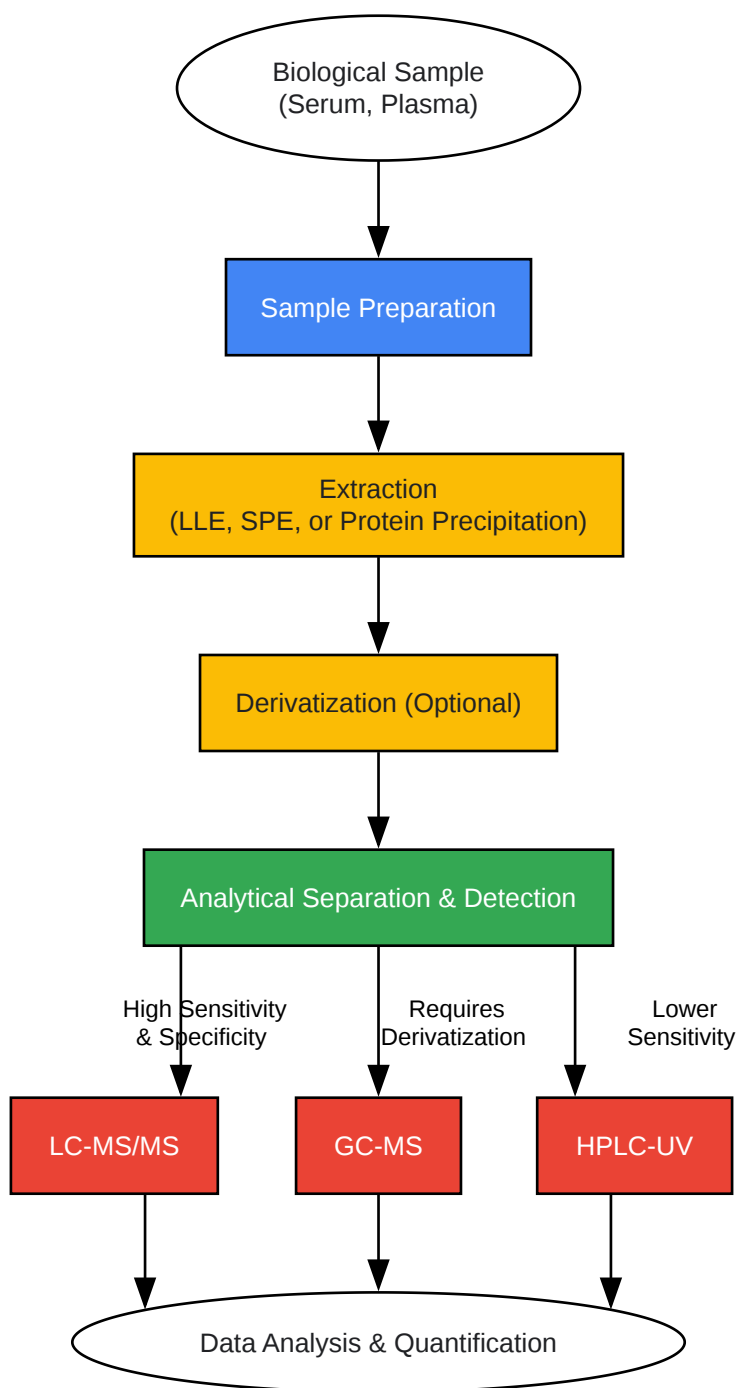 Biological Sample
(Serum, Plasma)
Sample Preparation
Extraction
(LLE, SPE, or Protein Precipitation)
Derivatization (Optional)
Analytical Separation & Detection
High Sensitivity
& Specificity
Requires
Derivatization
Lower
Sensitivity
LC-MS/MS
GC-MS
HPLC-UV
Data Analysis & Quantification